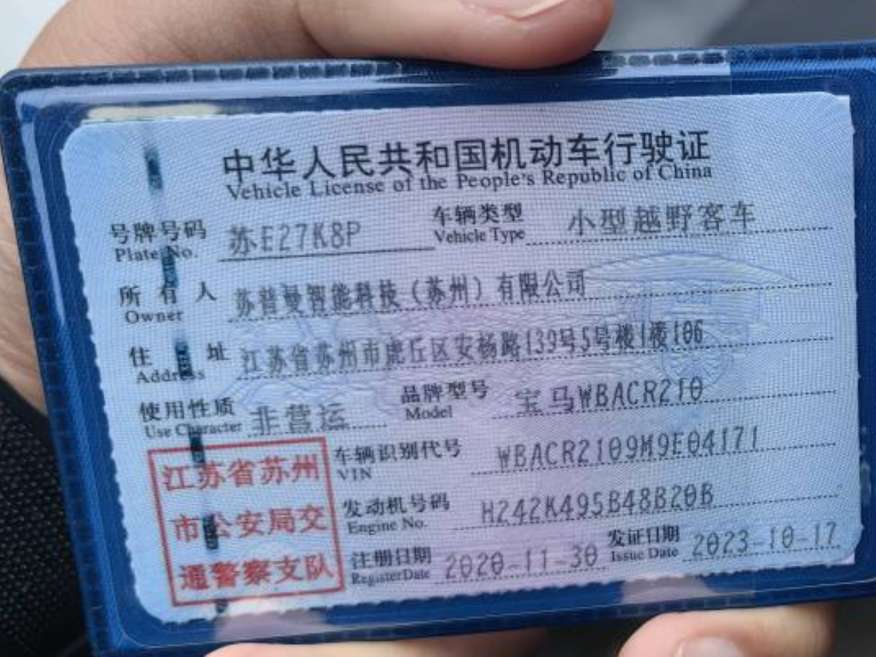 中华人民共和国机动车行驶证
Vehicle License of the People's Republic of China
号牌号码 苏E27K8P 车辆类型 小型越野客车
Plate No. Vehicle Type
所有人 苏普曼智能科技（苏州）有限公司
Owner
住址 江苏省苏州市虎丘区安杨路139号5号楼1楼106
Address
使用性质 非营运 品牌型号 宝马WBACR210
Use Character Model
江苏省苏州 车辆识别代号 WBACR2109M9E04171
VIN
市公安局交 发动机号码 H242K495B48B20B
Engine No.
通警察支队 注册日期 2020-11-30 发证日期 2023-10-17
RegisterDate Issue Date